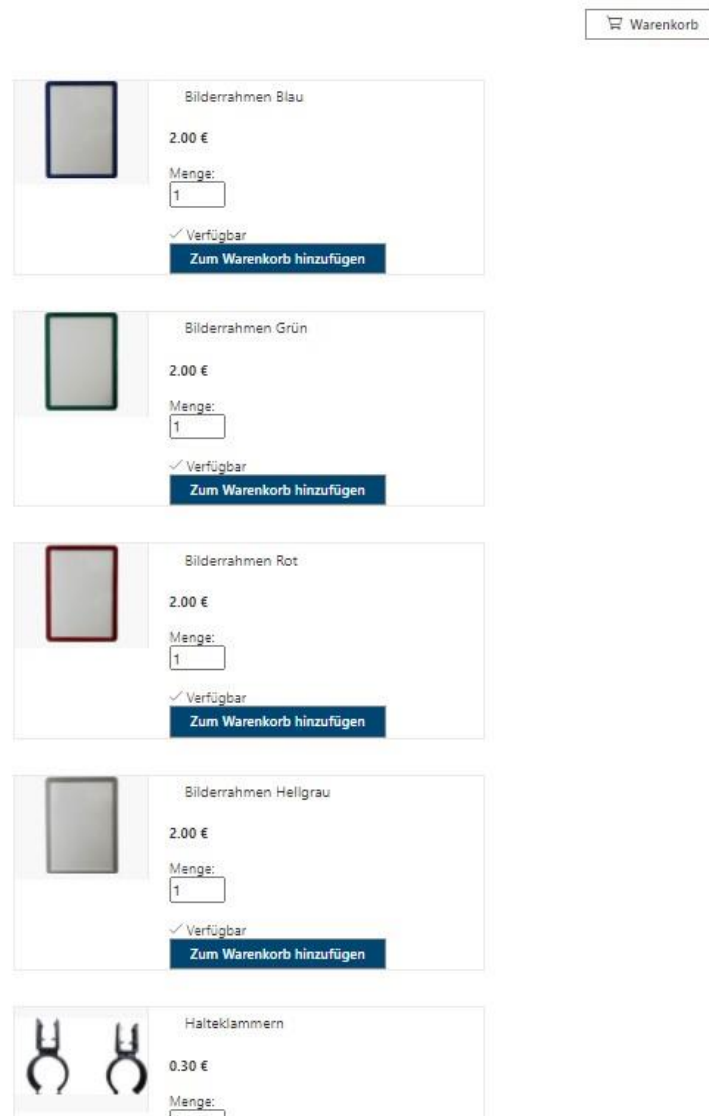 Warenkorb
Bilderrahmen Blau
2.00 €
Menge:
1
Verfügbar
Zum Warenkorb hinzufügen
Bilderrahmen Grün
2.00 €
Menge:
1
Verfügbar
Zum Warenkorb hinzufügen
Bilderrahmen Rot
2.00 €
Menge:
1
Verfügbar
Zum Warenkorb hinzufügen
Bilderrahmen Hellgrau
2.00 €
Menge:
1
Verfügbar
Zum Warenkorb hinzufügen
Halteklammern
0.30 €
Menge: